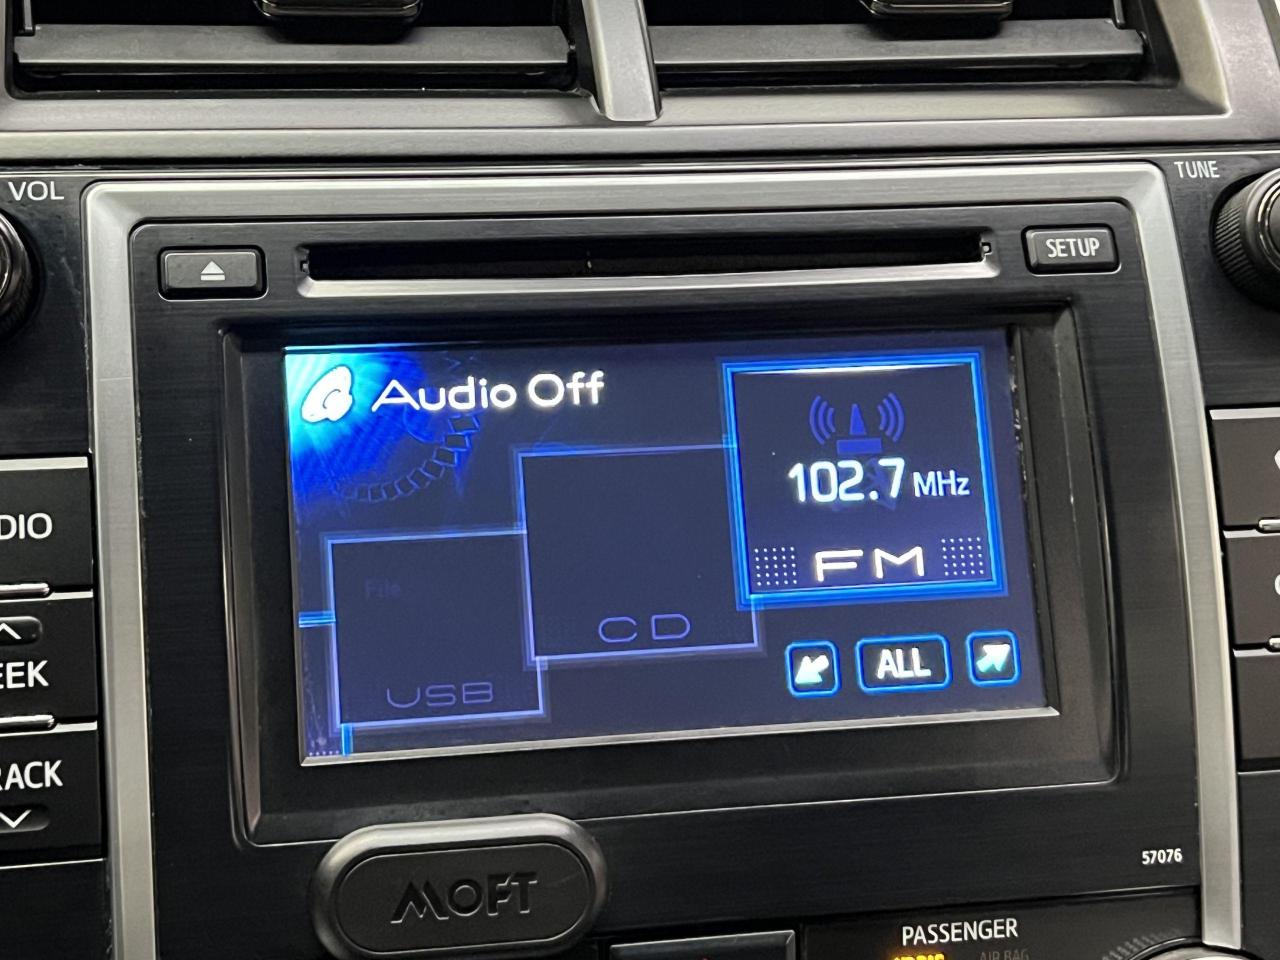 VOL
TUNE
SETUP
Audio Off
102.7 MHz
FM
DIO
File
CD
EEK
ALL
USB
RACK
57076
MOFT
PASSENGER
AIR BAG